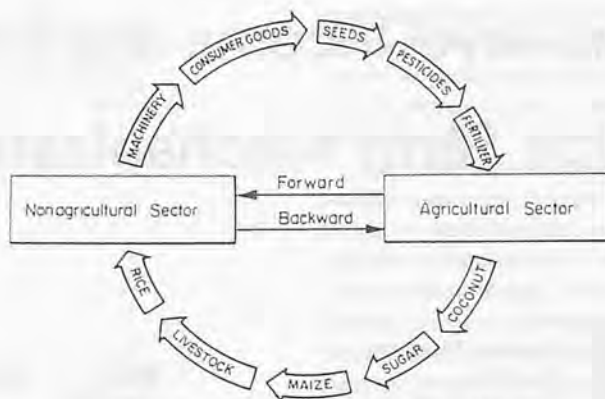 MACHINERY
CONSUMER GOODS
SEEDS
PESTICIDES
FERTILIZER
Forward
Nonagricultural Sector
Agricultural Sector
Backward
COCONUT
SUGAR
MAIZE
LIVESTOCK
RICE